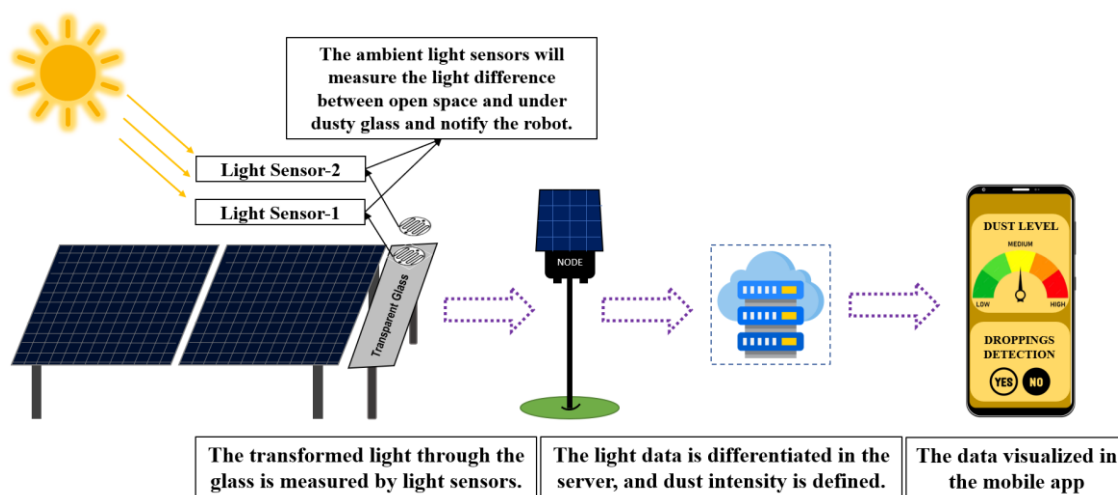 The ambient light sensors will
measure the light difference
between open space and under
dusty glass and notify the robot.
Light Sensor-2
Light Sensor-1
Transparent Glass
NODE
DUST LEVEL
MEDIUM
LOW
HIGH
DROPPINGS
DETECTION
YES
NO
The transformed light through the
glass is measured by light sensors.
The light data is differentiated in the
server, and dust intensity is defined.
The data visualized in
the mobile app